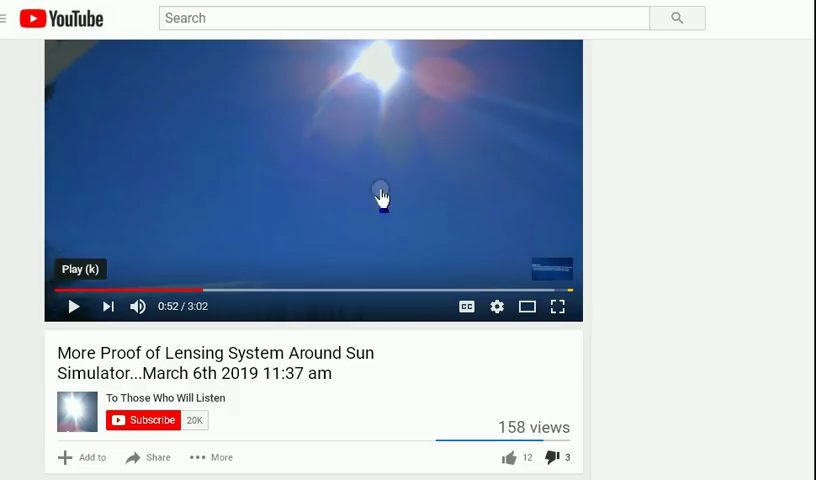 YouTube
Search
Play (k)
0:52 / 3:02
CC
More Proof of Lensing System Around Sun
Simulator...March 6th 2019 11:37 am
To Those Who Will Listen
Subscribe 20K
158 views
Add to Share More 12 3